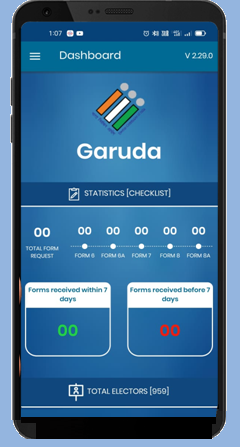 1:07
Dashboard
V 2.29.0
Garuda
STATISTICS [CHECKLIST]
00 00 00 00 00 00
TOTAL FORM REQUEST
FORM 6 FORM 6A FORM 7 FORM 8 FORM 8A
Forms received within 7 days
00
Forms received before 7 days
00
TOTAL ELECTORS [959]